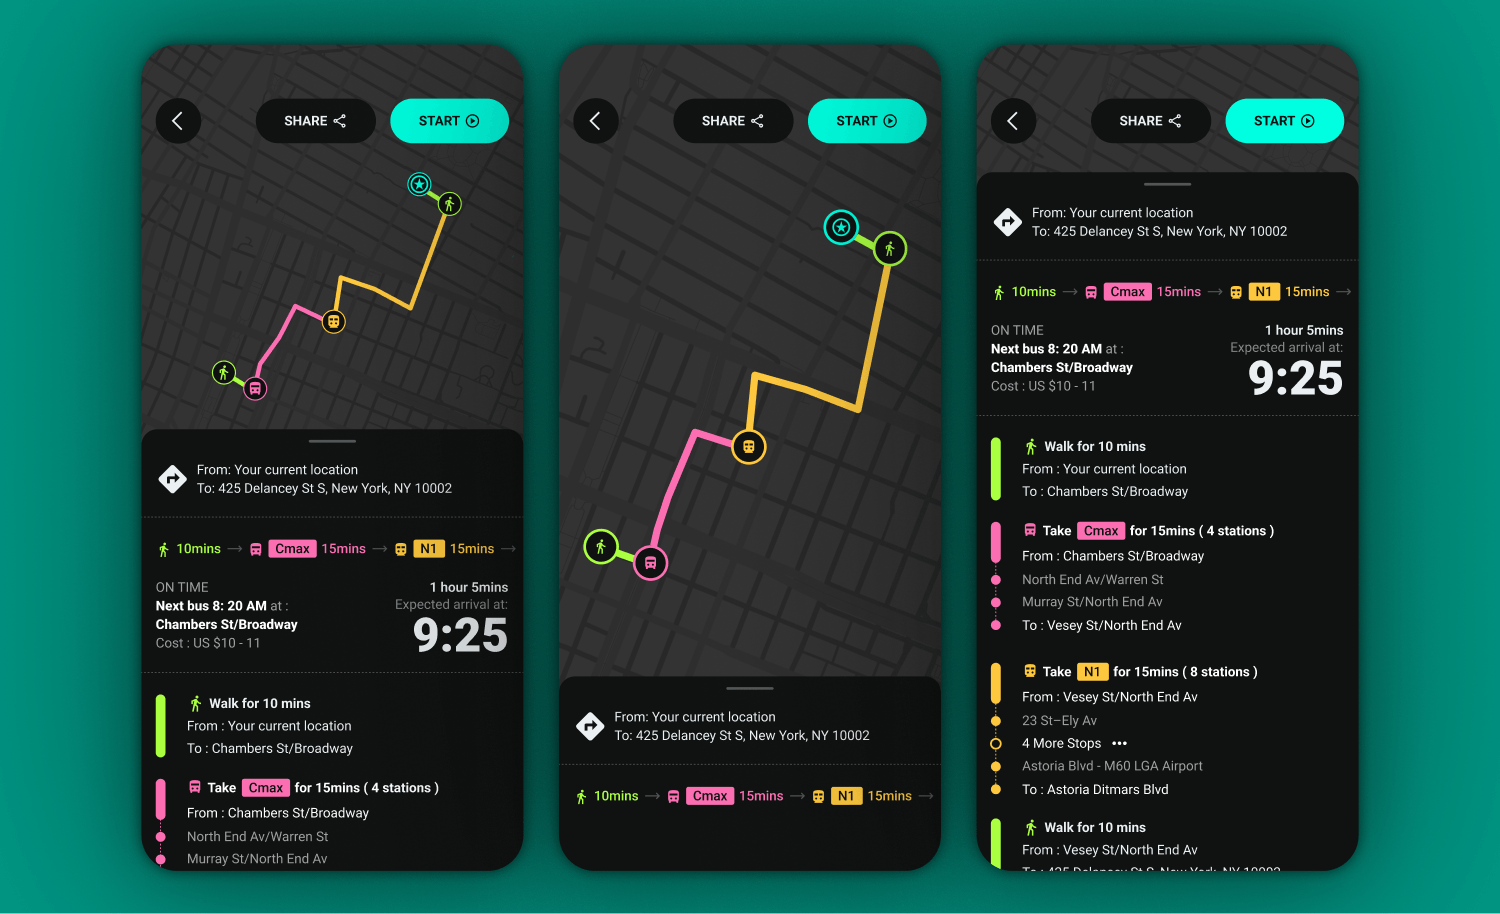 SHARE
START
From: Your current location
To: 425 Delancey St S, New York, NY 10002
10mins → Cmax 15mins → N1 15mins →
ON TIME
1 hour 5mins
Next bus 8: 20 AM at :
Expected arrival at:
Chambers St/Broadway
9:25
Cost : US $10 - 11
Walk for 10 mins
From : Your current location
To : Chambers St/Broadway
Take Cmax for 15mins ( 4 stations )
From : Chambers St/Broadway
North End Av/Warren St
Murray St/North End Av
SHARE
START
From: Your current location
To: 425 Delancey St S, New York, NY 10002
10mins → Cmax 15mins → N1 15mins →
SHARE
START
From: Your current location
To: 425 Delancey St S, New York, NY 10002
10mins → Cmax 15mins → N1 15mins →
ON TIME
1 hour 5mins
Next bus 8: 20 AM at :
Expected arrival at:
Chambers St/Broadway
9:25
Cost : US $10 - 11
Walk for 10 mins
From : Your current location
To : Chambers St/Broadway
Take Cmax for 15mins ( 4 stations )
From : Chambers St/Broadway
North End Av/Warren St
Murray St/North End Av
To : Vesey St/North End Av
Take N1 for 15mins ( 8 stations )
From : Vesey St/North End Av
23 St–Ely Av
4 More Stops •••
Astoria Blvd - M60 LGA Airport
To : Astoria Ditmars Blvd
Walk for 10 mins
From : Vesey St/North End Av
To : 425 Delancey St S, New York, NY 10002